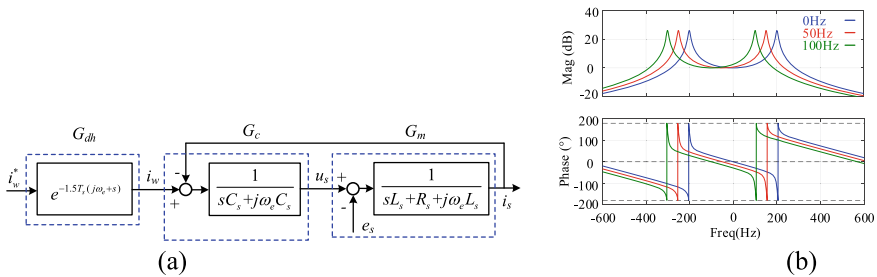 G_dh
G_c
G_m
i_w^*
e^{-1.5T_s(jω_e+s)}
i_w
-
+
1
sC_s+jω_eC_s
u_s
+
-
e_s
1
sL_s+R_s+jω_eL_s
i_s
(a)
Mag (dB)
40
20
0
-20
0Hz
50Hz
100Hz
Phase (°)
200
100
0
-100
-200
-600 -400 -200 0 200 400 600
Freq(Hz)
(b)